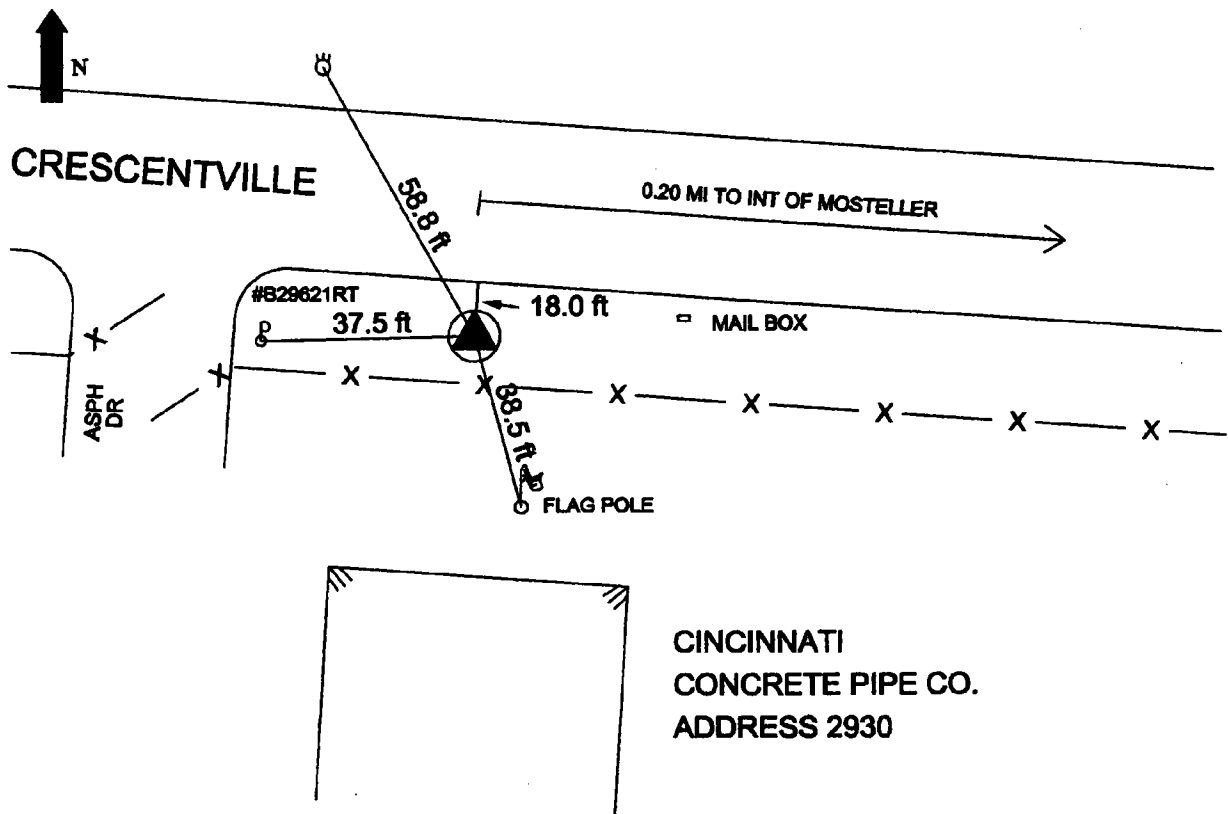 N
CRESCENTVILLE
58.8 ft
0.20 MI TO INT OF MOSTELLER
#B29621RT
P
37.5 ft
18.0 ft
MAIL BOX
X X
X X X X X X X
ASPH
DR
38.5 ft
FLAG POLE
CINCINNATI
CONCRETE PIPE CO.
ADDRESS 2930